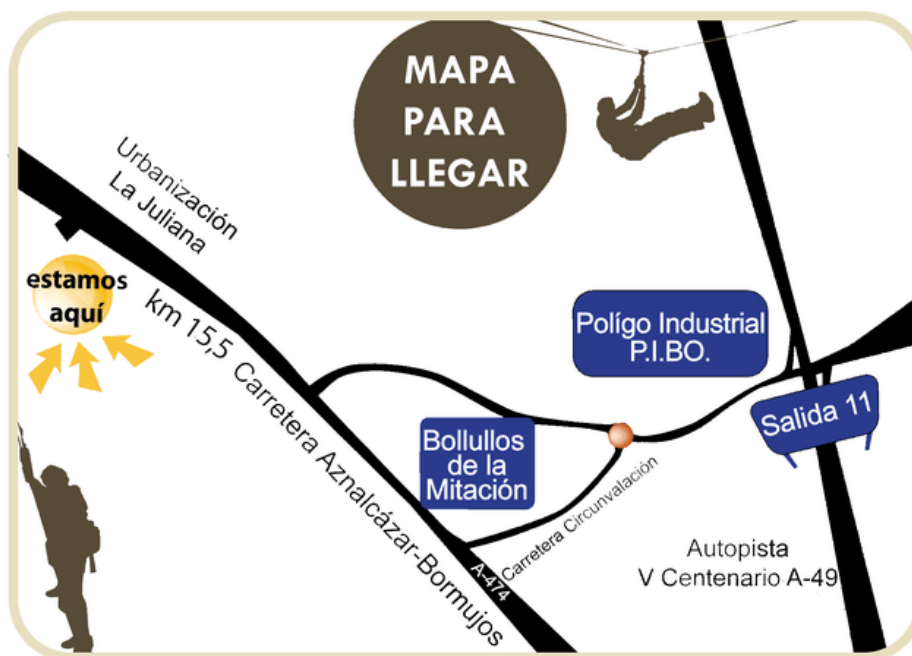 MAPA
PARA
LLEGAR
Urbanización
La Juliana
estamos
aquí
km 15,5 Carretera Aznalcázar-Bormujos
Polígo Industrial
P.I.BO.
Salida 11
Bollullos
de la
Mitación
Carretera Circunvalación
A-474
Autopista
V Centenario A-49